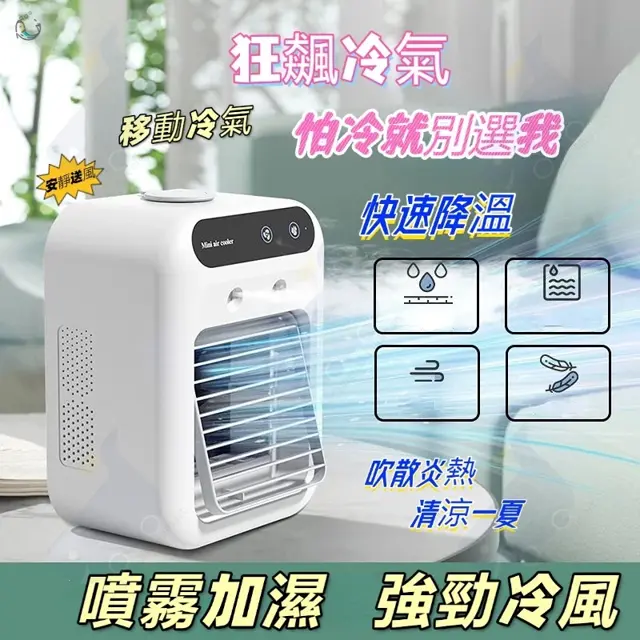 狂飆冷氣
移動冷氣
怕冷就別選我
安靜送風
快速降溫
Mini air cooler
吹散炎熱
清涼一夏
噴霧加濕 強勁冷風